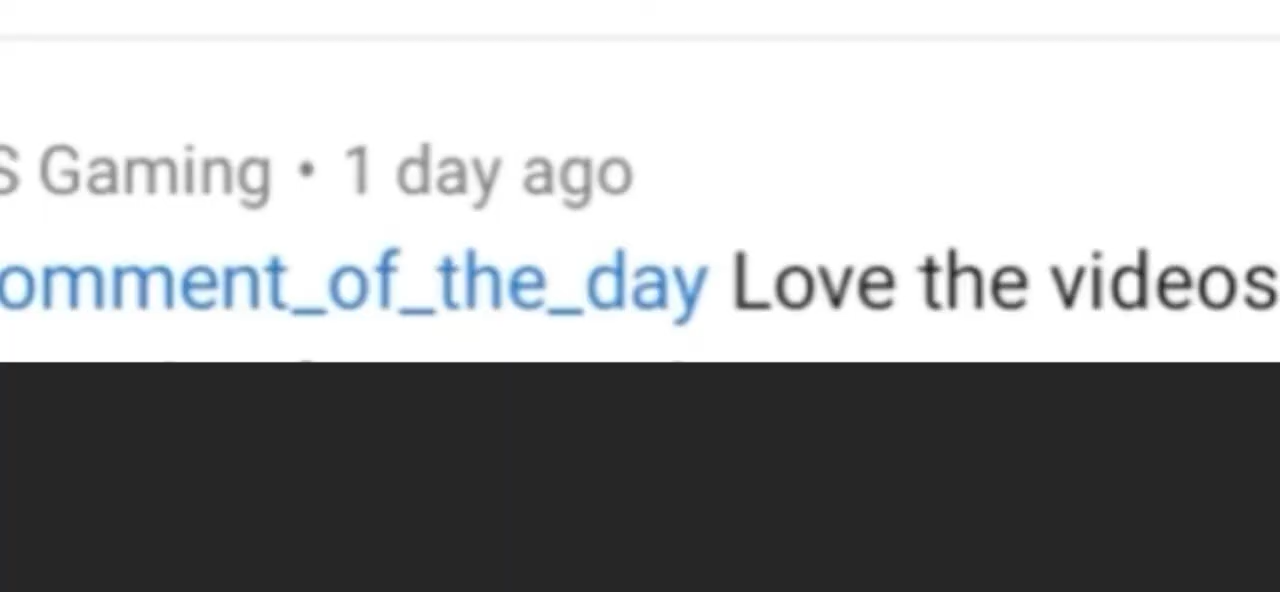 S Gaming • 1 day ago
omment_of_the_day Love the videos